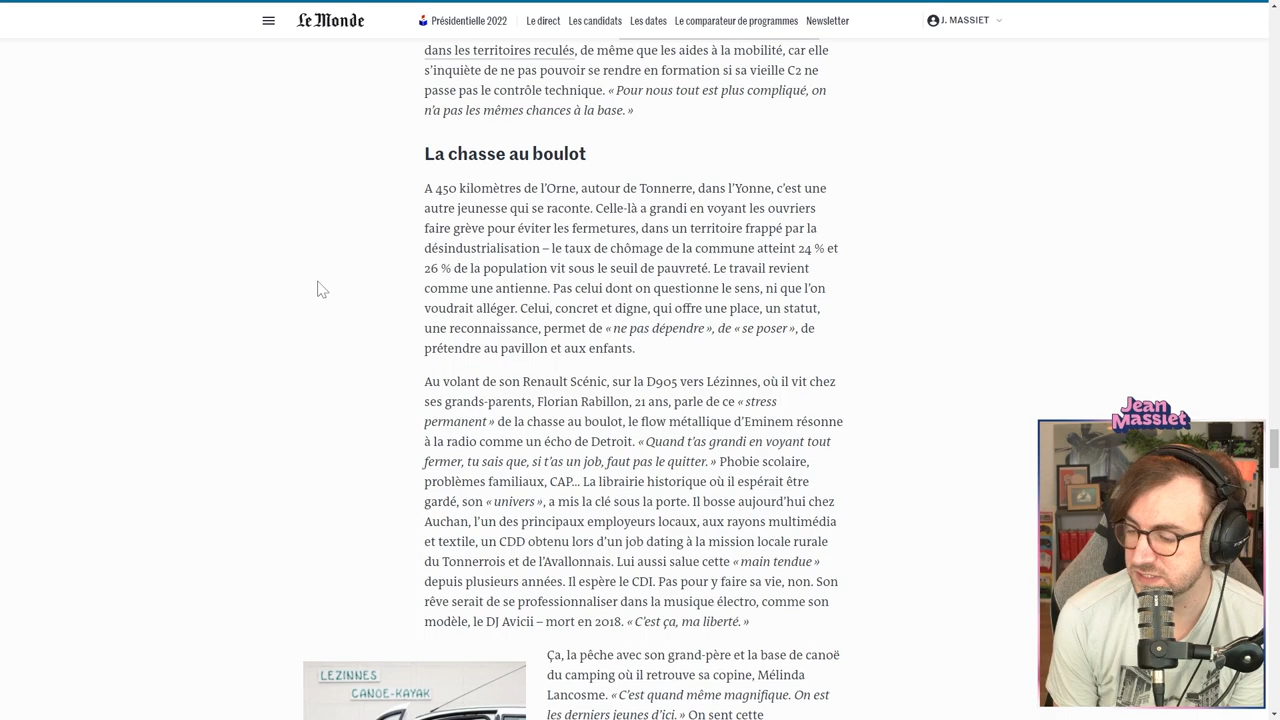 Le Monde
Présidentielle 2022
Le direct
Les candidats
Les dates
Le comparateur de programmes
Newsletter
J. MASSIET
dans les territoires reculés, de même que les aides à la mobilité, car elle
s’inquiète de ne pas pouvoir se rendre en formation si sa vieille C2 ne
passe pas le contrôle technique. « Pour nous tout est plus compliqué, on
n’a pas les mêmes chances à la base. »
La chasse au boulot
A 450 kilomètres de l’Orne, autour de Tonnerre, dans l’Yonne, c’est une
autre jeunesse qui se raconte. Celle-là a grandi en voyant les ouvriers
faire grève pour éviter les fermetures, dans un territoire frappé par la
désindustrialisation – le taux de chômage de la commune atteint 24 % et
26 % de la population vit sous le seuil de pauvreté. Le travail revient
comme une antienne. Pas celui dont on questionne le sens, ni que l’on
voudrait alléger. Celui, concret et digne, qui offre une place, un statut,
une reconnaissance, permet de « ne pas dépendre », de « se poser », de
prétendre au pavillon et aux enfants.
Au volant de son Renault Scénic, sur la D905 vers Lézinnes, où il vit chez
ses grands-parents, Florian Rabillon, 21 ans, parle de ce « stress
permanent » de la chasse au boulot, le flow métallique d’Eminem résonne
à la radio comme un écho de Detroit. « Quand t’as grandi en voyant tout
fermer, tu sais que, si t’as un job, faut pas le quitter. » Phobie scolaire,
problèmes familiaux, CAP… La librairie historique où il espérait être
gardé, son « univers », a mis la clé sous la porte. Il bosse aujourd’hui chez
Auchan, l’un des principaux employeurs locaux, aux rayons multimédia
et textile, un CDD obtenu lors d’un job dating à la mission locale rurale
du Tonnerrois et de l’Avallonnais. Lui aussi salue cette « main tendue »
depuis plusieurs années. Il espère le CDI. Pas pour y faire sa vie, non. Son
rêve serait de se professionnaliser dans la musique électro, comme son
modèle, le DJ Avicii – mort en 2018. « C’est ça, ma liberté. »
Ça, la pêche avec son grand-père et la base de canoë
du camping où il retrouve sa copine, Mélinda
Lancosme. « C’est quand même magnifique. On est
les derniers jeunes d’ici. » On sent cette
LEZINNES
CANOE-KAYAK
Jean
Massiet